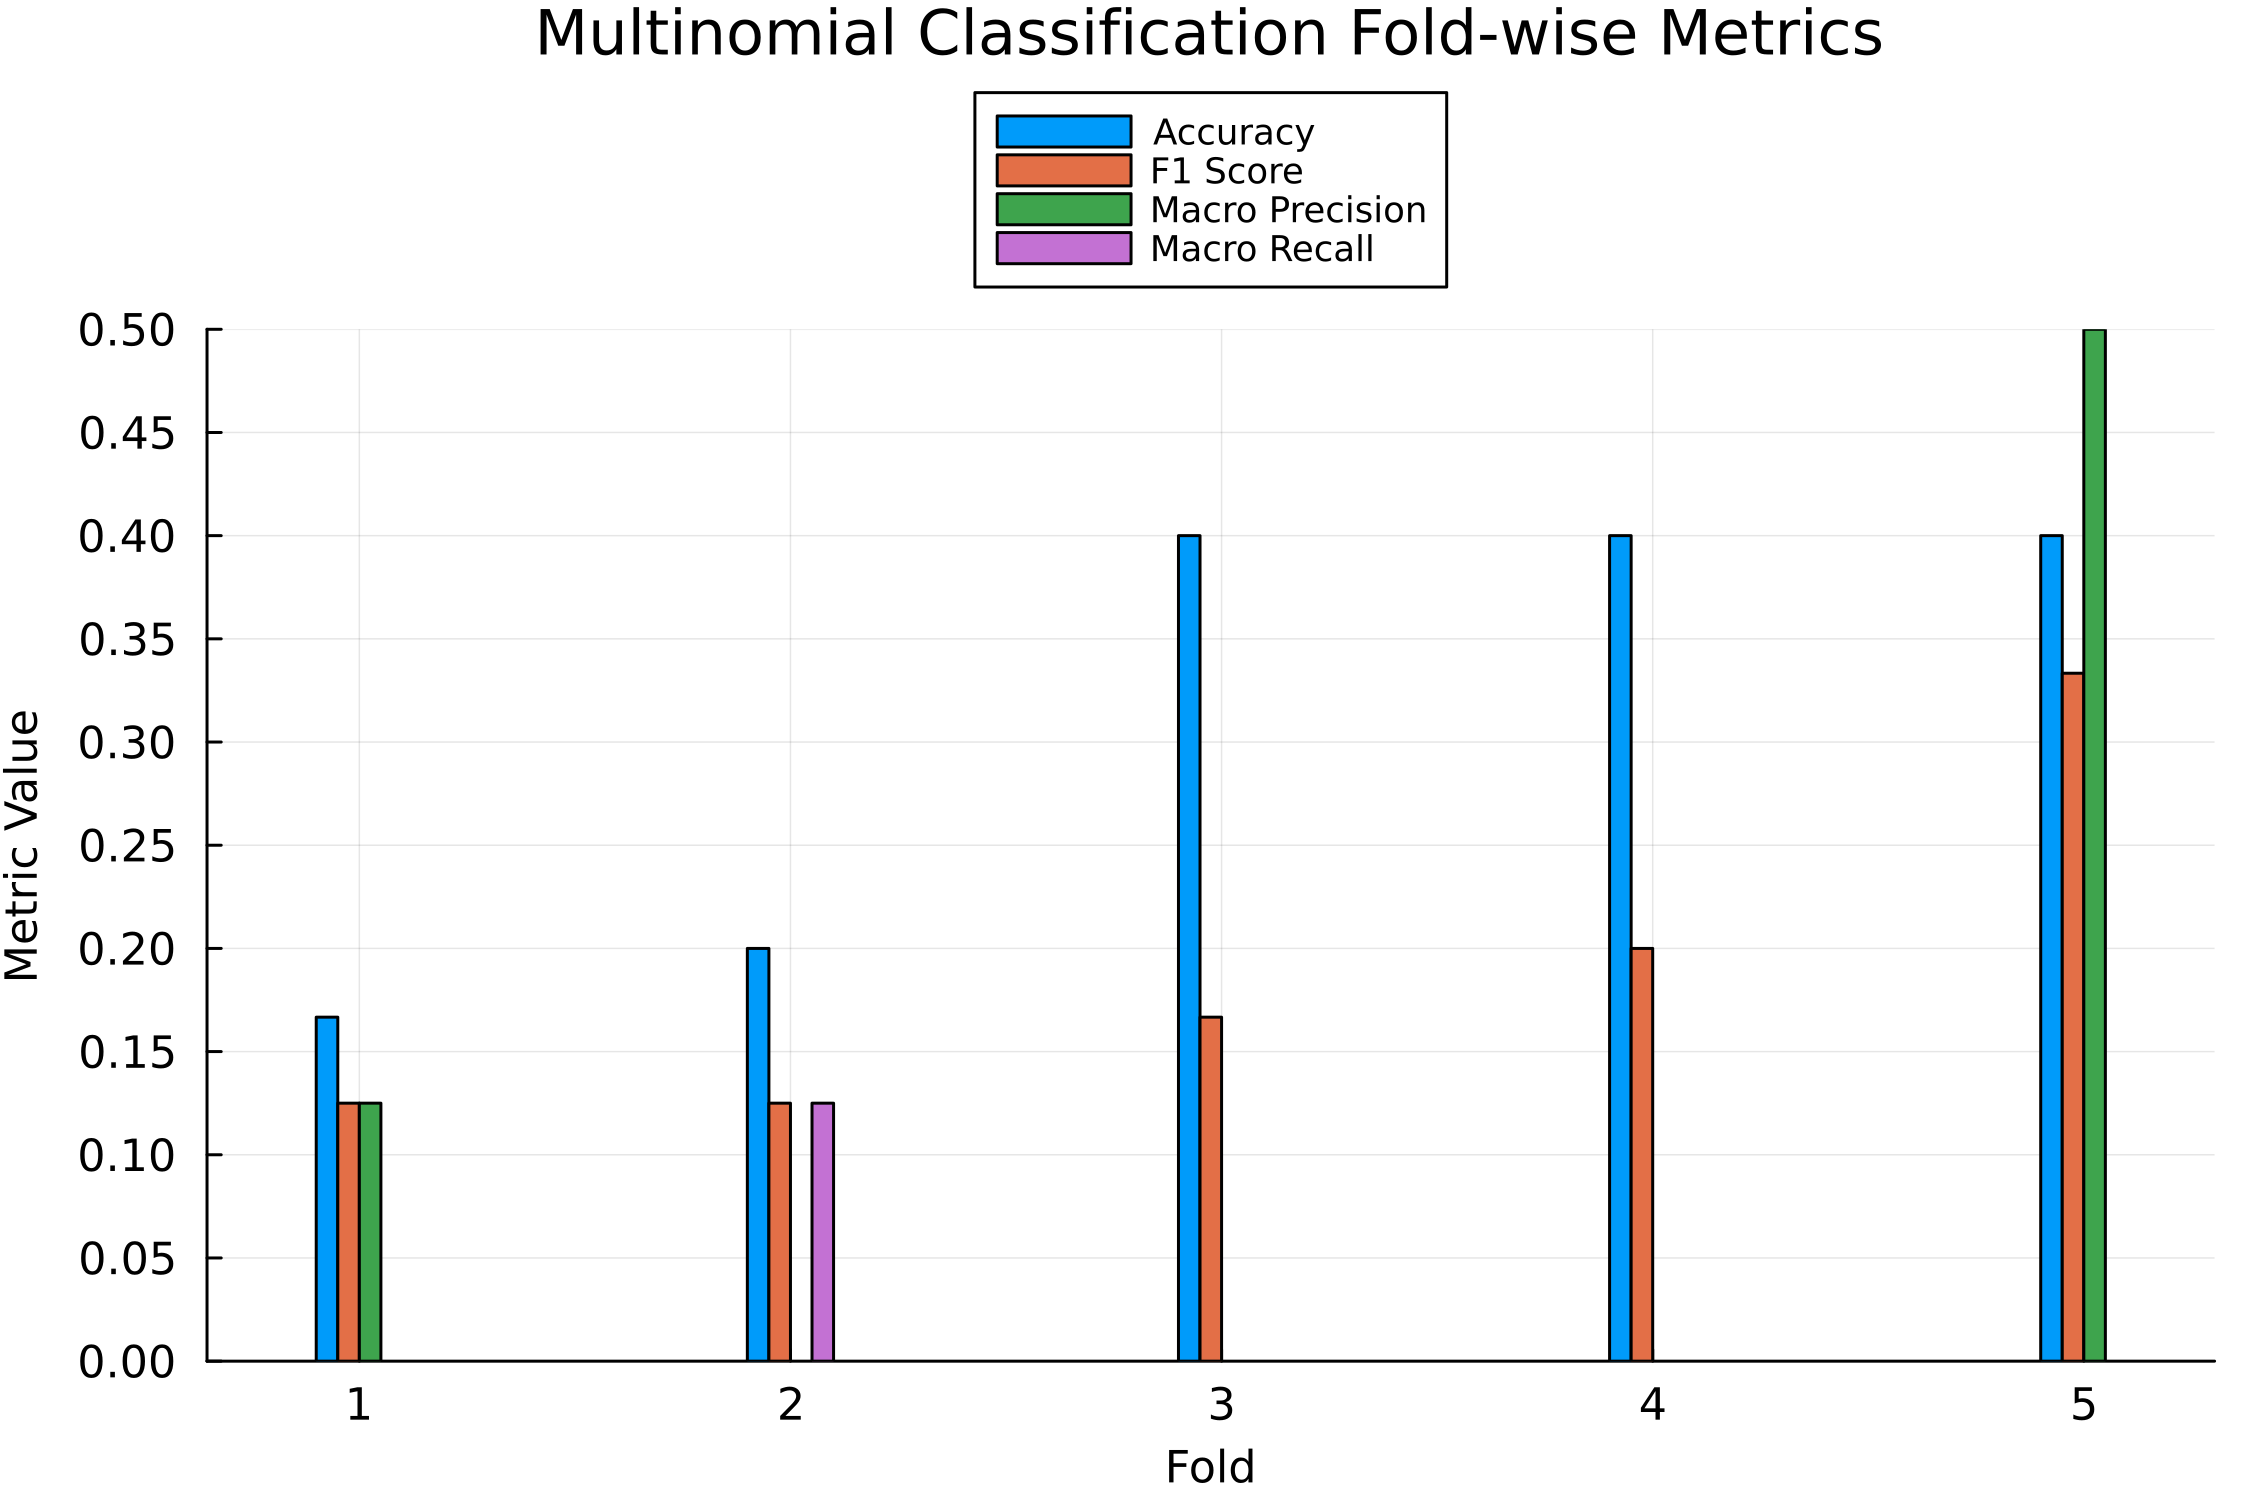 Multinomial Classification Fold-wise Metrics
Accuracy
F1 Score
Macro Precision
Macro Recall
0.50
0.45
0.40
0.35
0.30
0.25
0.20
0.15
0.10
0.05
0.00
Metric Value
1 2 3 4 5
Fold